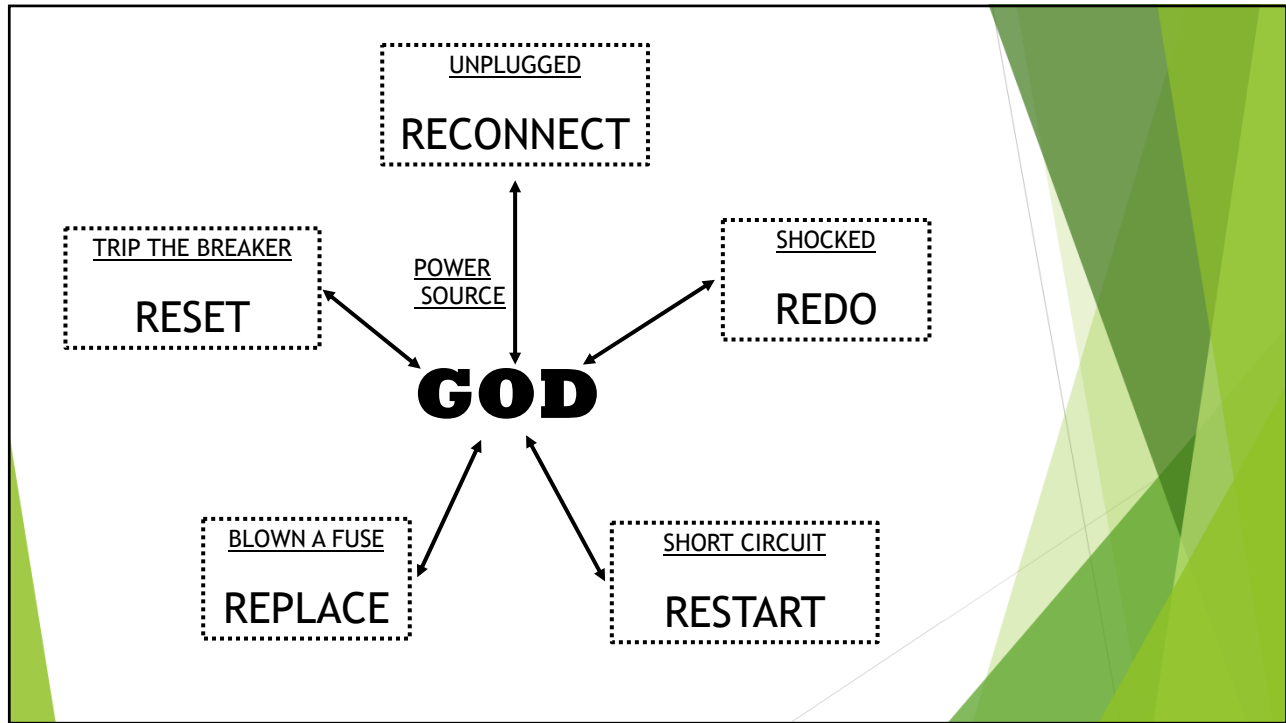 UNPLUGGED
RECONNECT
TRIP THE BREAKER
RESET
POWER
SOURCE
SHOCKED
REDO
GOD
BLOWN A FUSE
REPLACE
SHORT CIRCUIT
RESTART